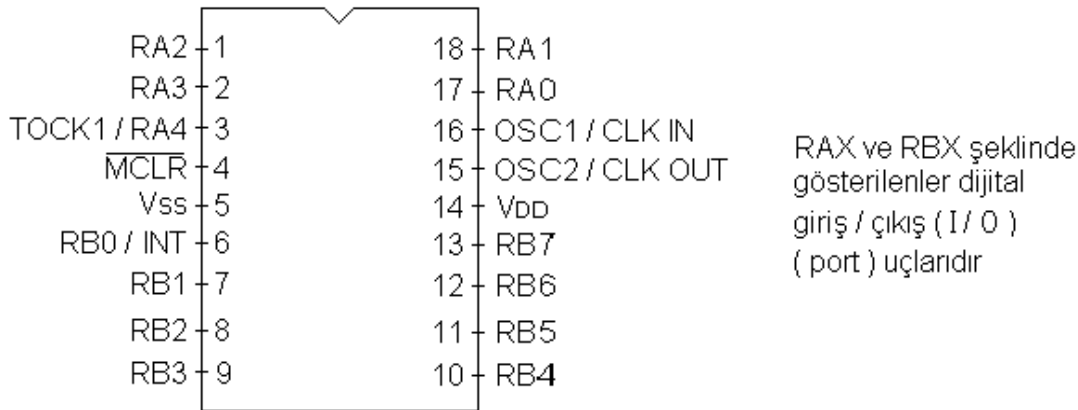 RA2 1 18 RA1
RA3 2 17 RA0
TOCK1 / RA4 3 16 OSC1 / CLK IN
MCLR 4 15 OSC2 / CLK OUT
Vss 5 14 VDD
RB0 / INT 6 13 RB7
RB1 7 12 RB6
RB2 8 11 RB5
RB3 9 10 RB4
RAX ve RBX şeklinde
gösterilenler dijital
giriş / çıkış ( I / O )
( port ) uçlarıdır